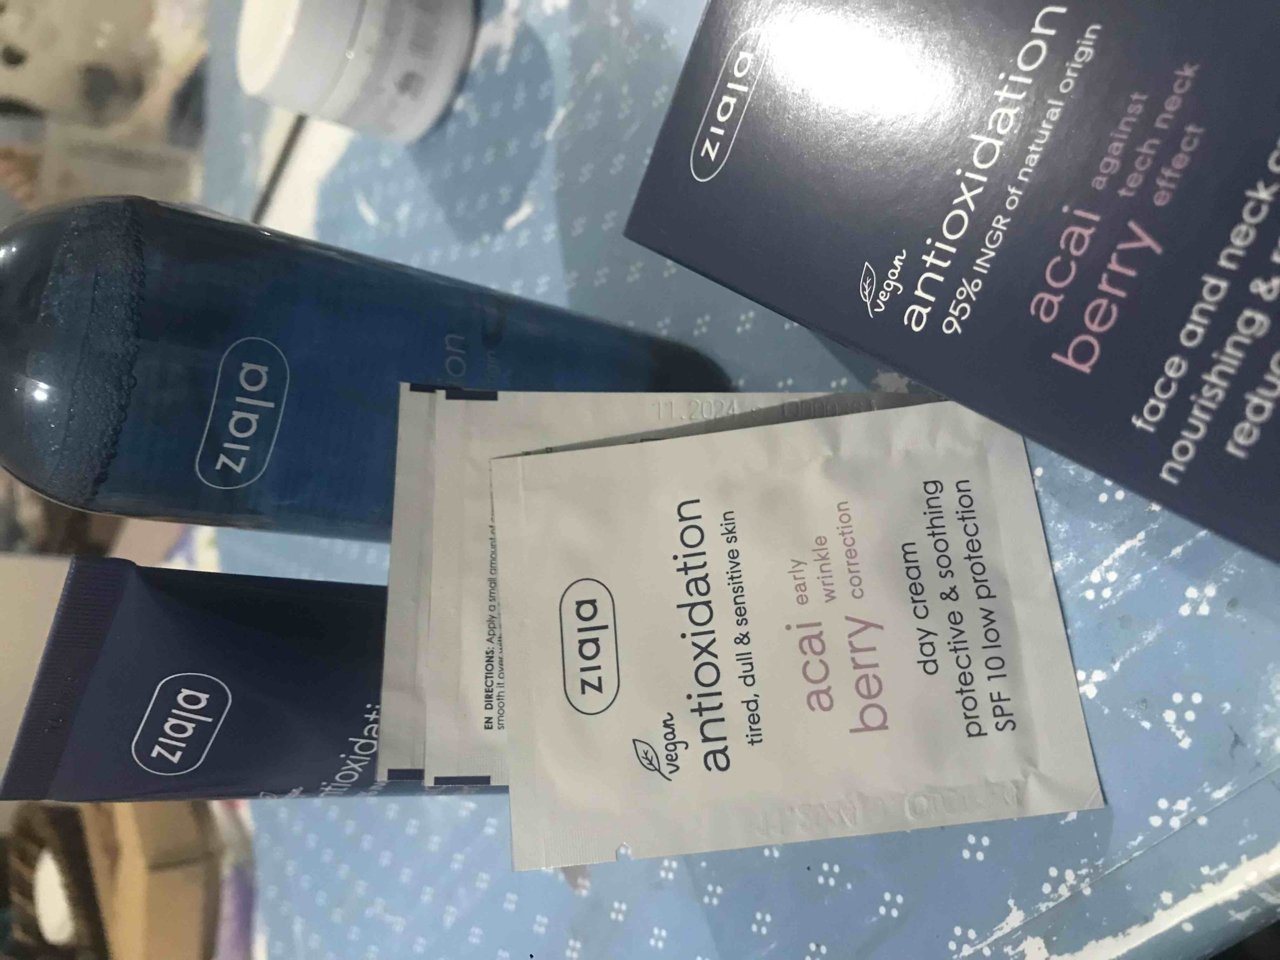 ziaja
vegan
antioxidation
95% INGR of natural origin
acai
berry
against
tech neck
effect
face and neck
nourishing &
ziaja
on
ziaja
11.2024
EN DIRECTIONS: Apply a small amount of
smooth it over
ziaja
vegan
antioxidation
tired, dull & sensitive skin
acai
berry
early
wrinkle
correction
day cream
protective & soothing
SPF 10 low protection